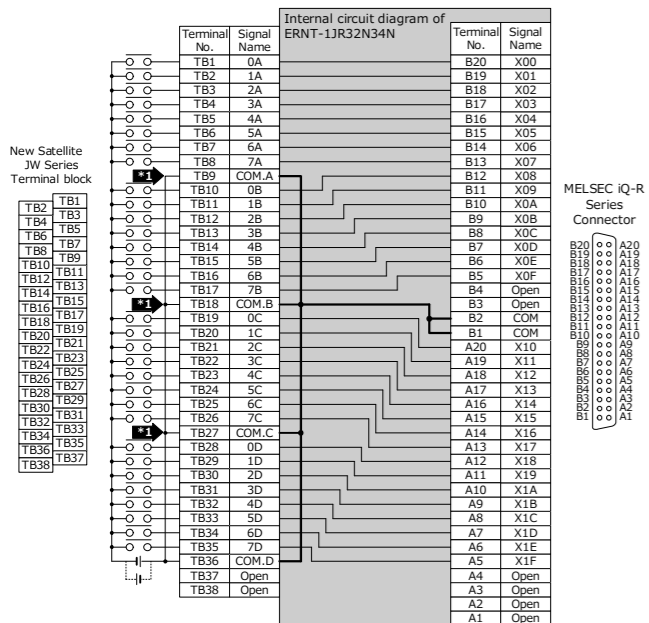 Internal circuit diagram of
ERNT-1JR32N34N
Terminal No. Signal Name
TB1 0A
TB2 1A
TB3 2A
TB4 3A
TB5 4A
TB6 5A
TB7 6A
TB8 7A
*1 TB9 COM.A
TB10 0B
TB11 1B
TB12 2B
TB13 3B
TB14 4B
TB15 5B
TB16 6B
TB17 7B
*1 TB18 COM.B
TB19 0C
TB20 1C
TB21 2C
TB22 3C
TB23 4C
TB24 5C
TB25 6C
TB26 7C
*1 TB27 COM.C
TB28 0D
TB29 1D
TB30 2D
TB31 3D
TB32 4D
TB33 5D
TB34 6D
TB35 7D
TB36 COM.D
TB37 Open
TB38 Open
Terminal No. Signal Name
B20 X00
B19 X01
B18 X02
B17 X03
B16 X04
B15 X05
B14 X06
B13 X07
B12 X08
B11 X09
B10 X0A
B9 X0B
B8 X0C
B7 X0D
B6 X0E
B5 X0F
B4 Open
B3 Open
B2 COM
B1 COM
A20 X10
A19 X11
A18 X12
A17 X13
A16 X14
A15 X15
A14 X16
A13 X17
A12 X18
A11 X19
A10 X1A
A9 X1B
A8 X1C
A7 X1D
A6 X1E
A5 X1F
A4 Open
A3 Open
A2 Open
A1 Open
New Satellite
JW Series
Terminal block
TB1
TB2
TB3
TB4
TB5
TB6
TB7
TB8
TB9
TB10
TB11
TB12
TB13
TB14
TB15
TB16
TB17
TB18
TB19
TB20
TB21
TB22
TB23
TB24
TB25
TB26
TB27
TB28
TB29
TB30
TB31
TB32
TB33
TB34
TB35
TB36
TB37
TB38
MELSEC iQ-R
Series
Connector
B20 A20
B19 A19
B18 A18
B17 A17
B16 A16
B15 A15
B14 A14
B13 A13
B12 A12
B11 A11
B10 A10
B9 A9
B8 A8
B7 A7
B6 A6
B5 A5
B4 A4
B3 A3
B2 A2
B1 A1